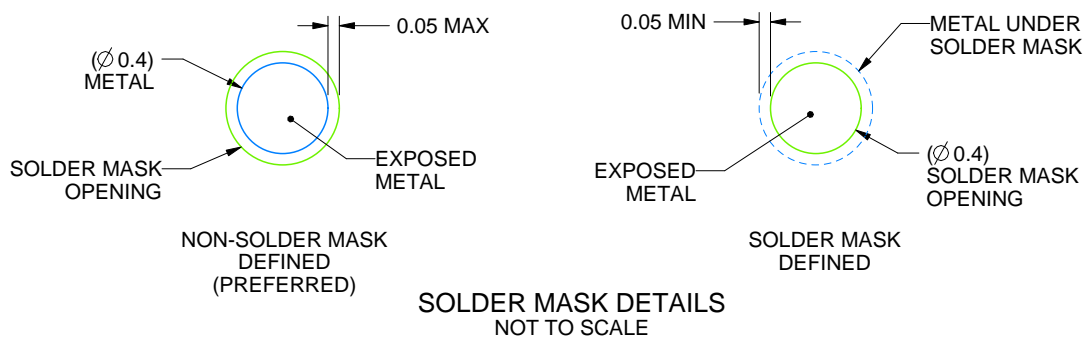 0.05 MAX
(∅ 0.4)
METAL
SOLDER MASK
OPENING
EXPOSED
METAL
NON-SOLDER MASK
DEFINED
(PREFERRED)
0.05 MIN
METAL UNDER
SOLDER MASK
EXPOSED
METAL
(∅ 0.4)
SOLDER MASK
OPENING
SOLDER MASK
DEFINED
SOLDER MASK DETAILS
NOT TO SCALE